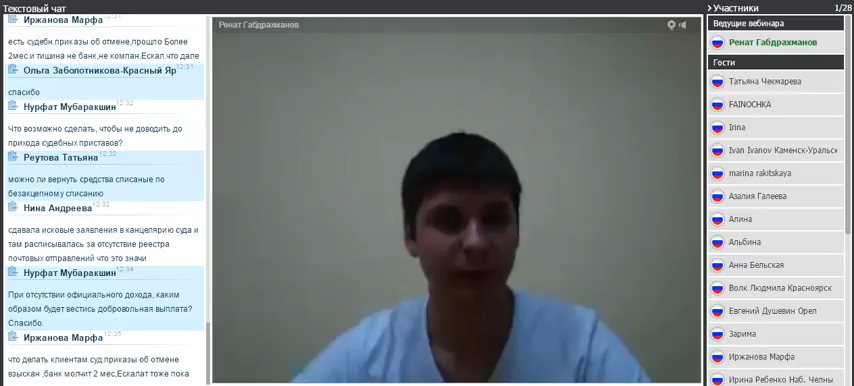 Текстовый чат
Иржанова Марфа 12:31
есть судебн.приказы об отмене,прошло Более
2мес.и тишина не банк,не компан.Ескал.что дале
Ольга Заболотникова-Красный Яр 12:31
спасибо
Нурфат Мубаракшин 12:32
Что возможно сделать, чтобы не доводить до
прихода судебных приставов?
Реутова Татьяна 12:32
можно ли вернуть средства списаные по
безакцепному списанию
Нина Андреева 12:32
сдавала исковые заявления в канцелярию суда и
там расписывалась за отсутствие реестра
почтовых отправлений что это значи
Нурфат Мубаракшин 12:34
При отсутствии официального дохода, каким
образом будет вестись добровольная выплата?
Спасибо.
Иржанова Марфа 12:35
что делать клиентам суд.приказы об отмене
взыскан ,банк молчит 2 мес,Ескалат тоже пока
Ренат Габдрахманов
Участники 1/28
Ведущие вебинара
Ренат Габдрахманов
Гости
Татьяна Чекмарева
FAINOCHKA
Irina
Ivan Ivanov Каменск-Уральск
marina rakitskaya
Азалия Галеева
Алина
Альбина
Анна Бельская
Волк Людмила Красноярск
Евгений Душевин Орел
Зарима
Иржанова Марфа
Ирина Ребенко Наб. Челны